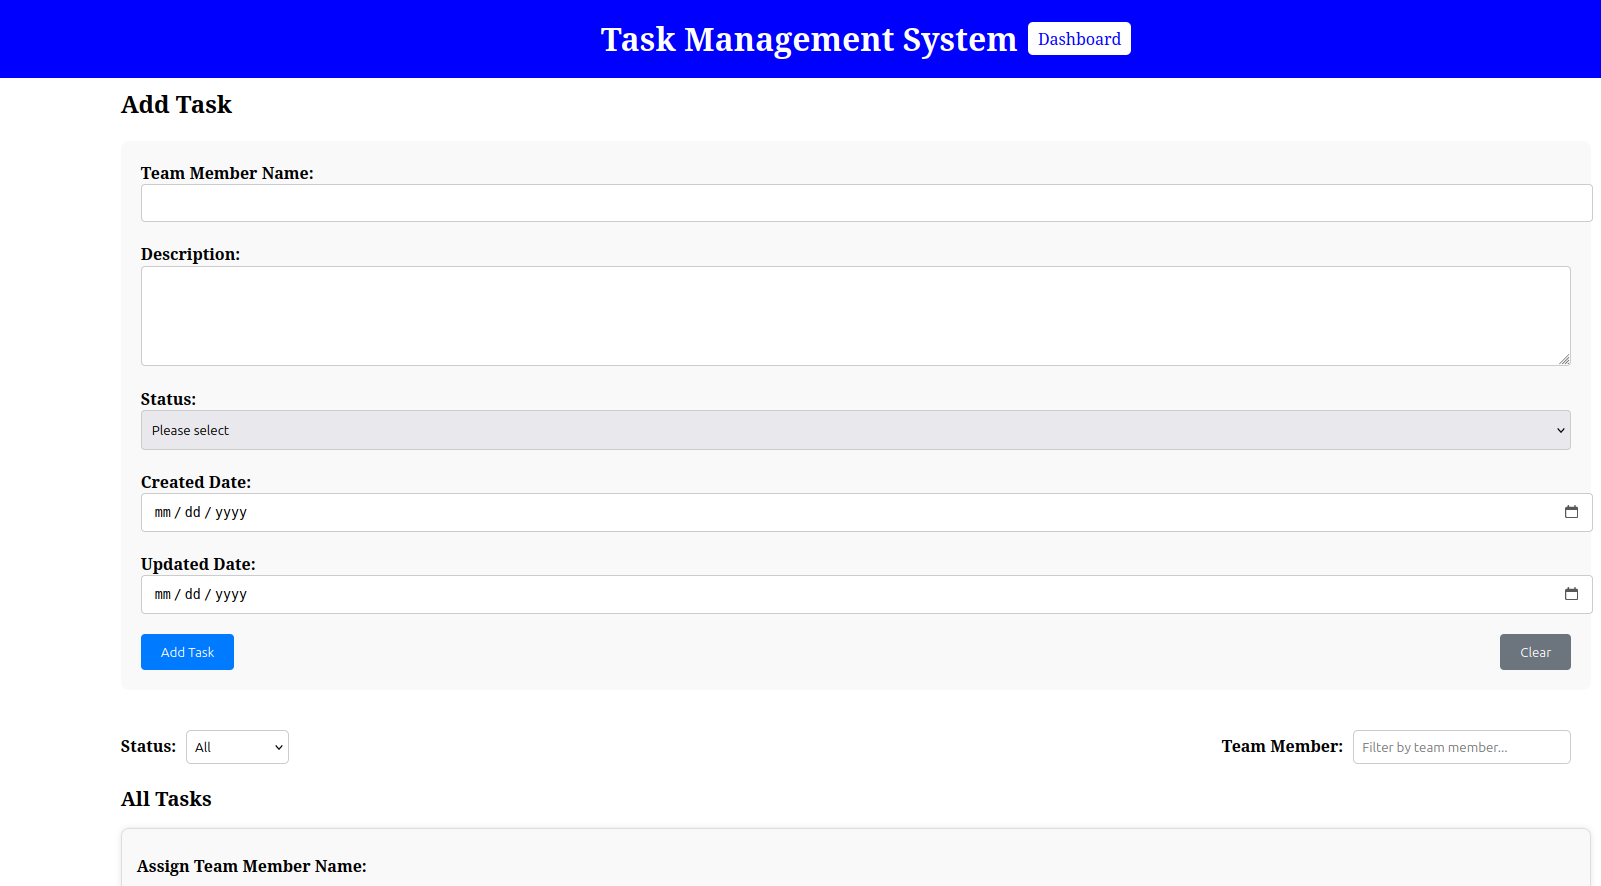 Task Management System Dashboard
Add Task
Team Member Name:
Description:
Status:
Please select
Created Date:
mm / dd / yyyy
Updated Date:
mm / dd / yyyy
Add Task Clear
Status: All Team Member: Filter by team member...
All Tasks
Assign Team Member Name: